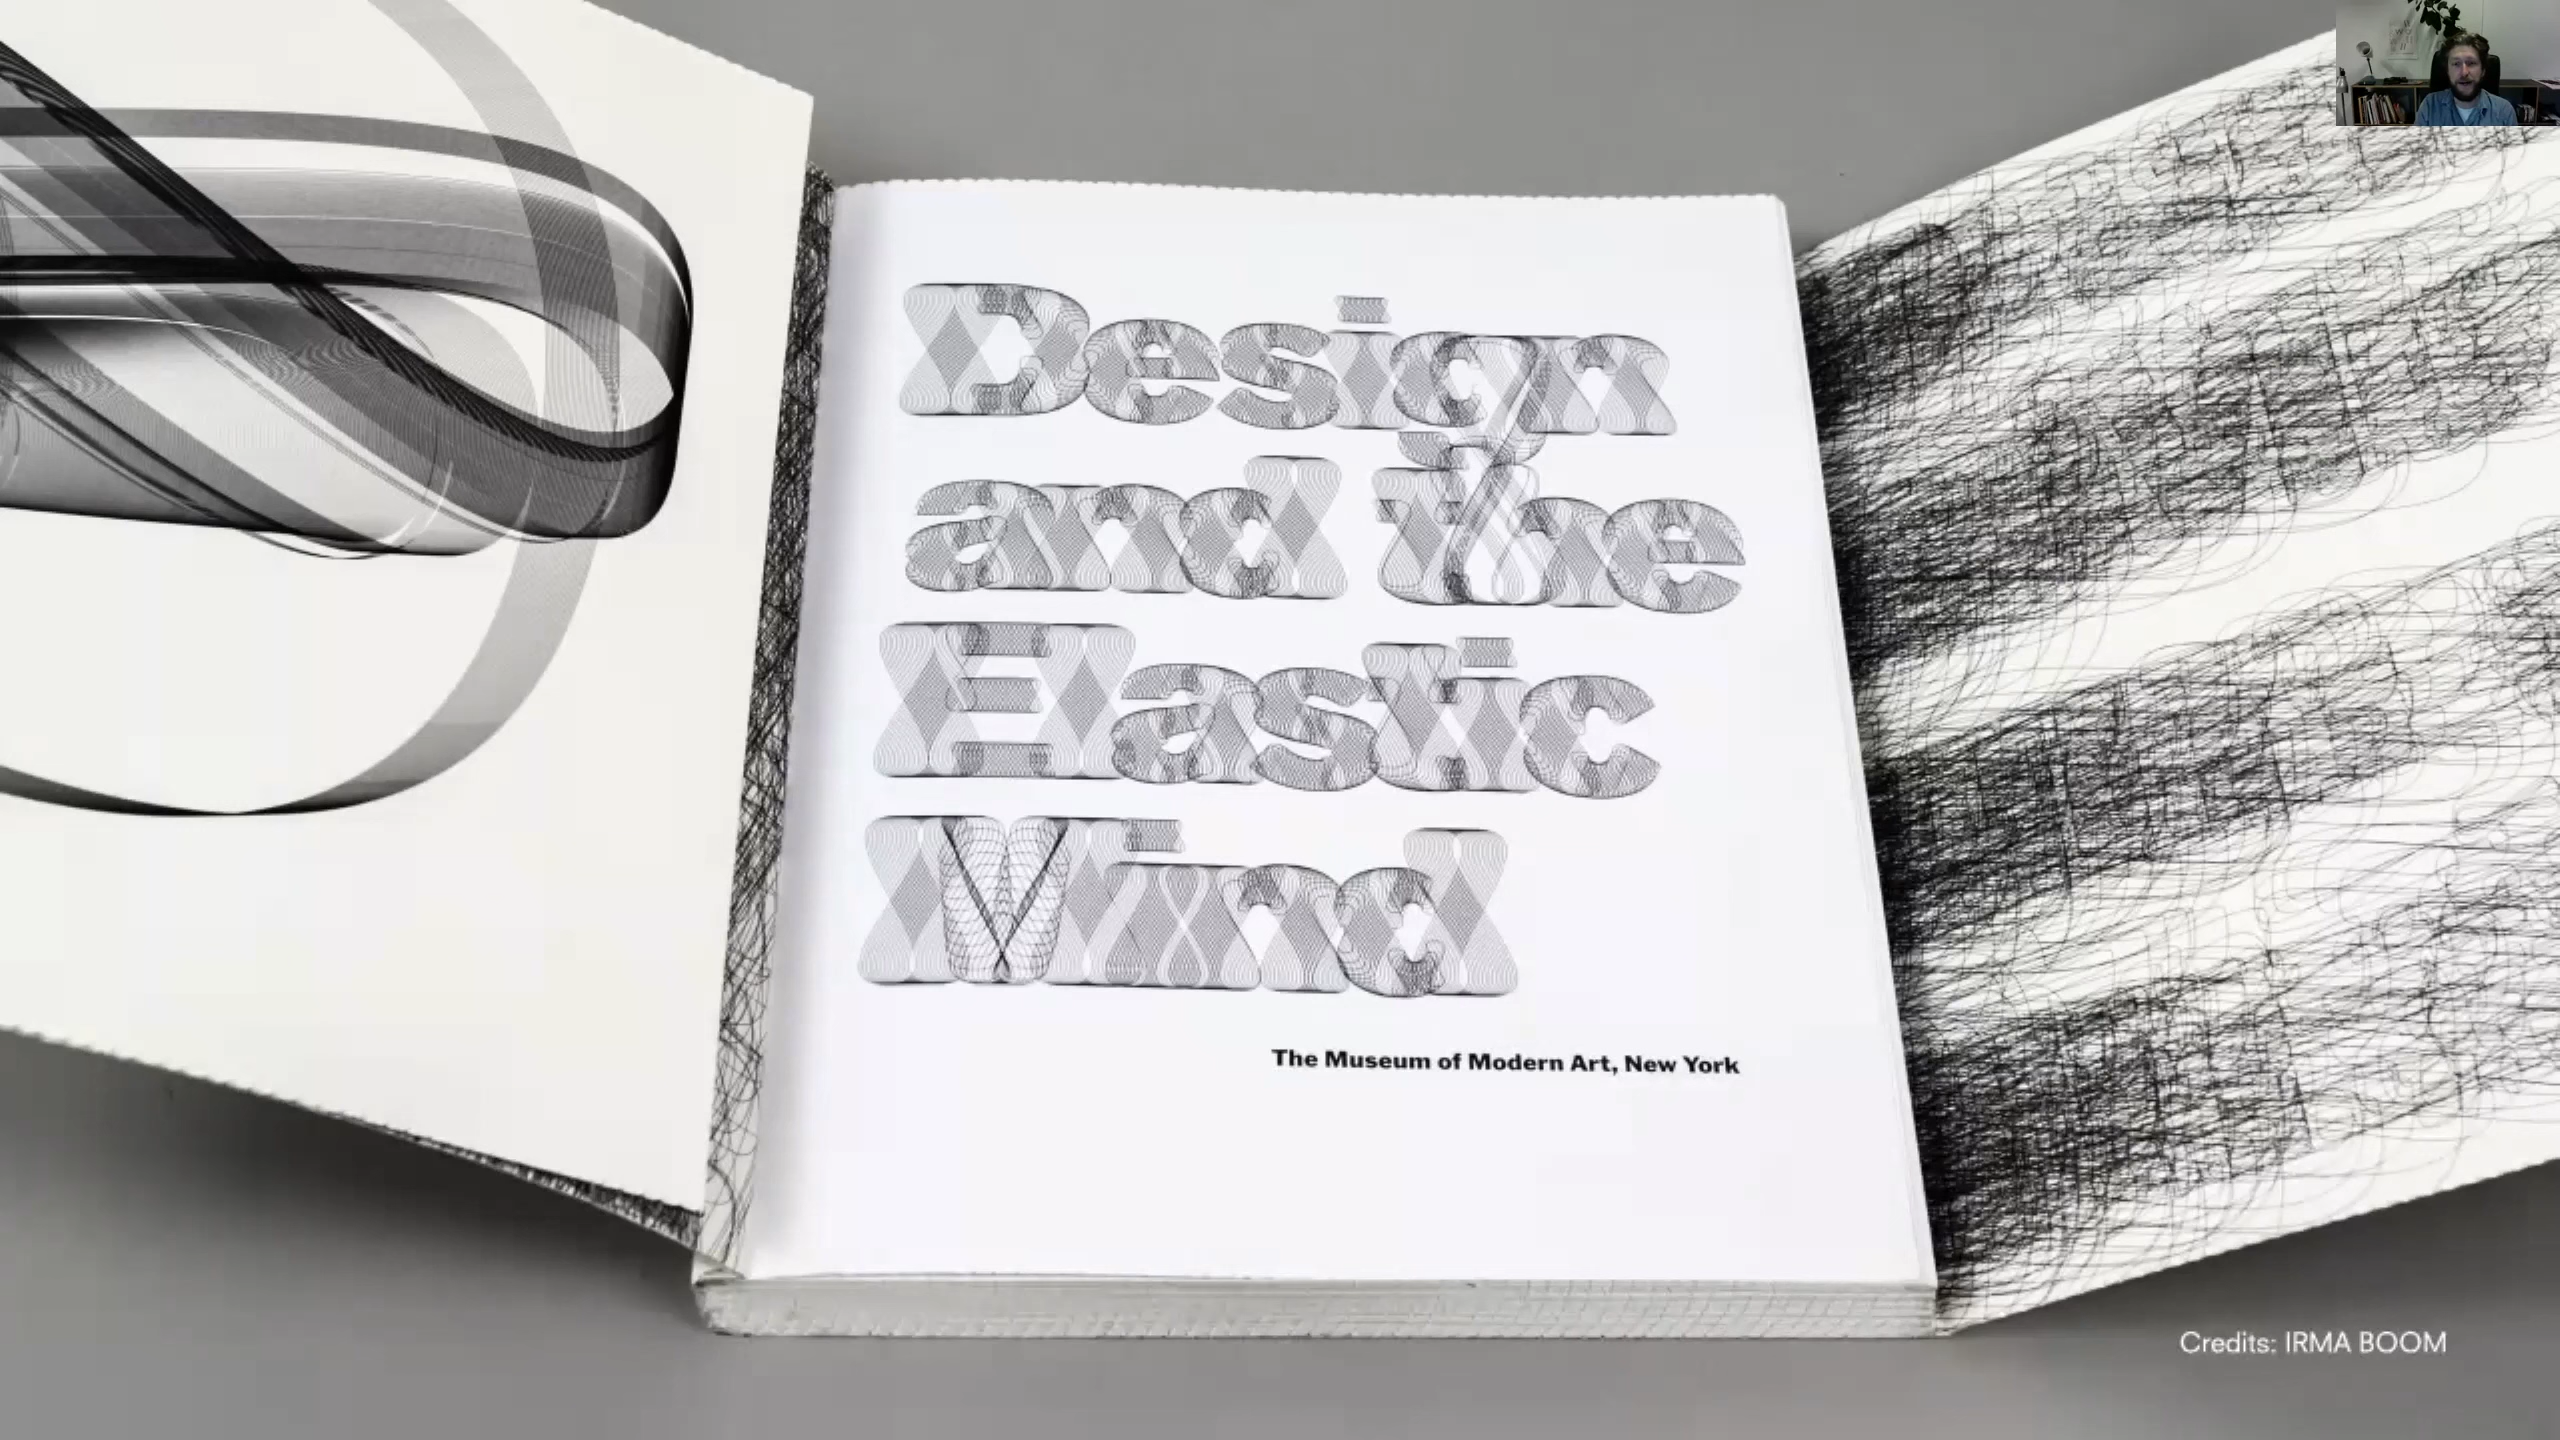 Design
and the
Elastic
Mind
The Museum of Modern Art, New York
Credits: IRMA BOOM